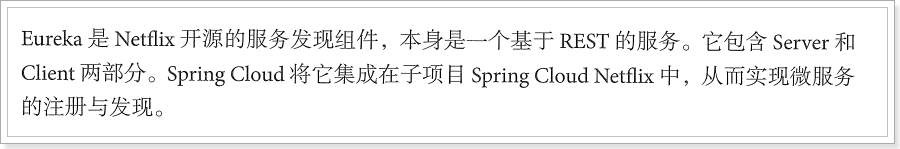 Eureka 是 Netflix 开源的服务发现组件，本身是一个基于 REST 的服务。它包含 Server 和
Client 两部分。Spring Cloud 将它集成在子项目 Spring Cloud Netflix 中，从而实现微服务
的注册与发现。